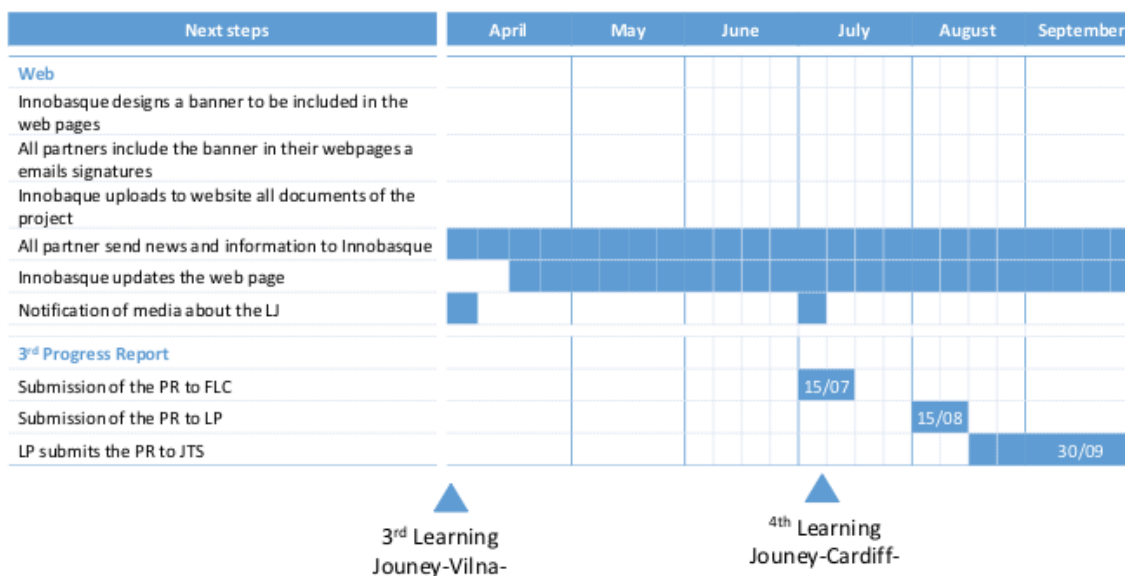 Next steps April May June July August September
Web
Innobasque designs a banner to be included in the
web pages
All partners include the banner in their webpages a
emails signatures
Innobaque uploads to website all documents of the
project
All partner send news and information to Innobasque
Innobasque updates the web page
Notification of media about the LJ
3rd Progress Report
Submission of the PR to FLC 15/07
Submission of the PR to LP 15/08
LP submits the PR to JTS 30/09
3rd Learning
Jouney-Vilna-
4th Learning
Jouney-Cardiff-